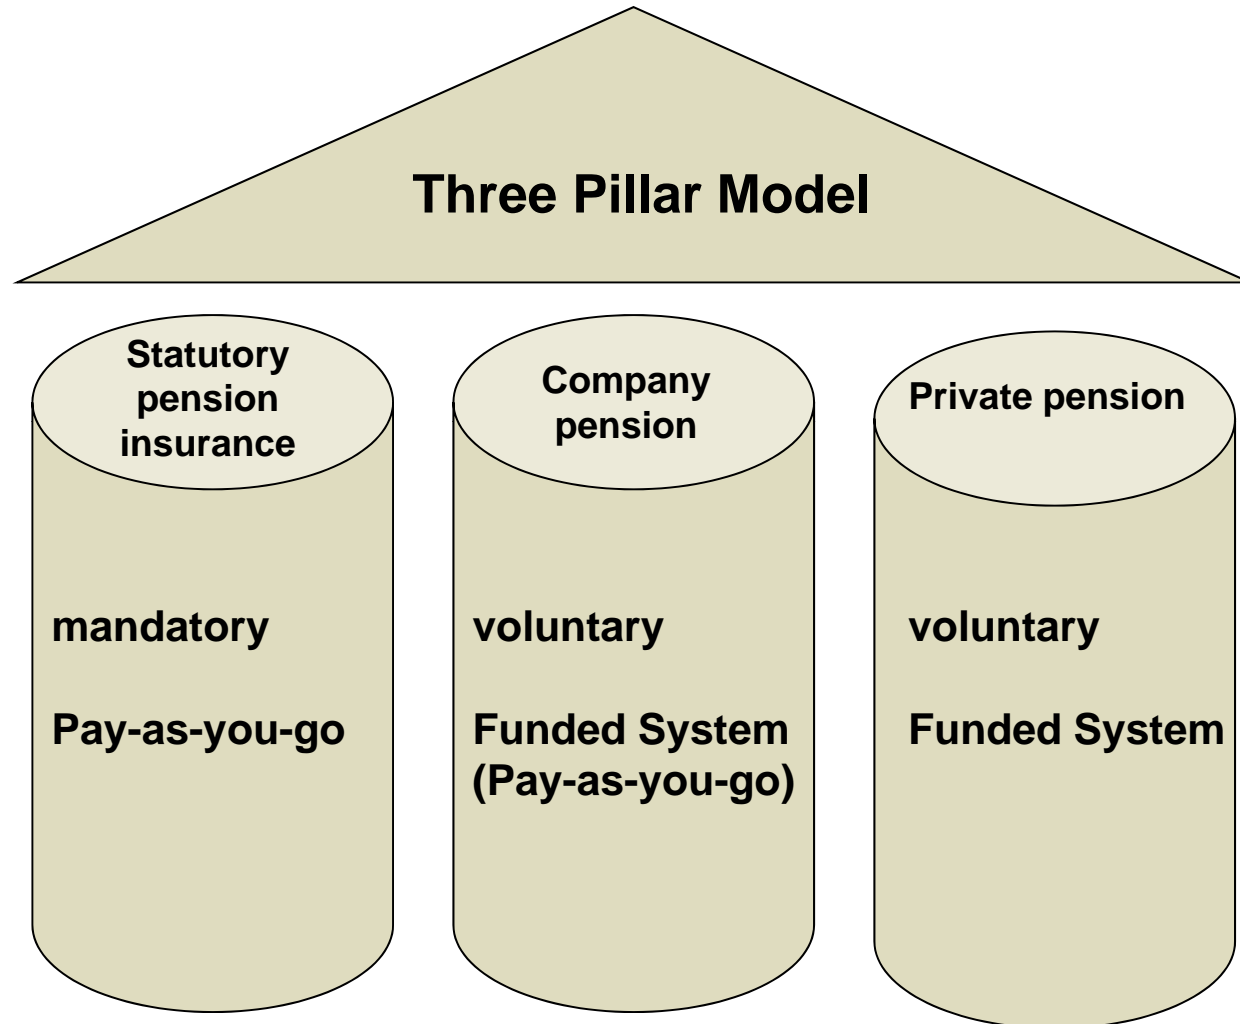 Three Pillar Model
Statutory
pension
insurance
mandatory
Pay-as-you-go
Company
pension
voluntary
Funded System
(Pay-as-you-go)
Private pension
voluntary
Funded System